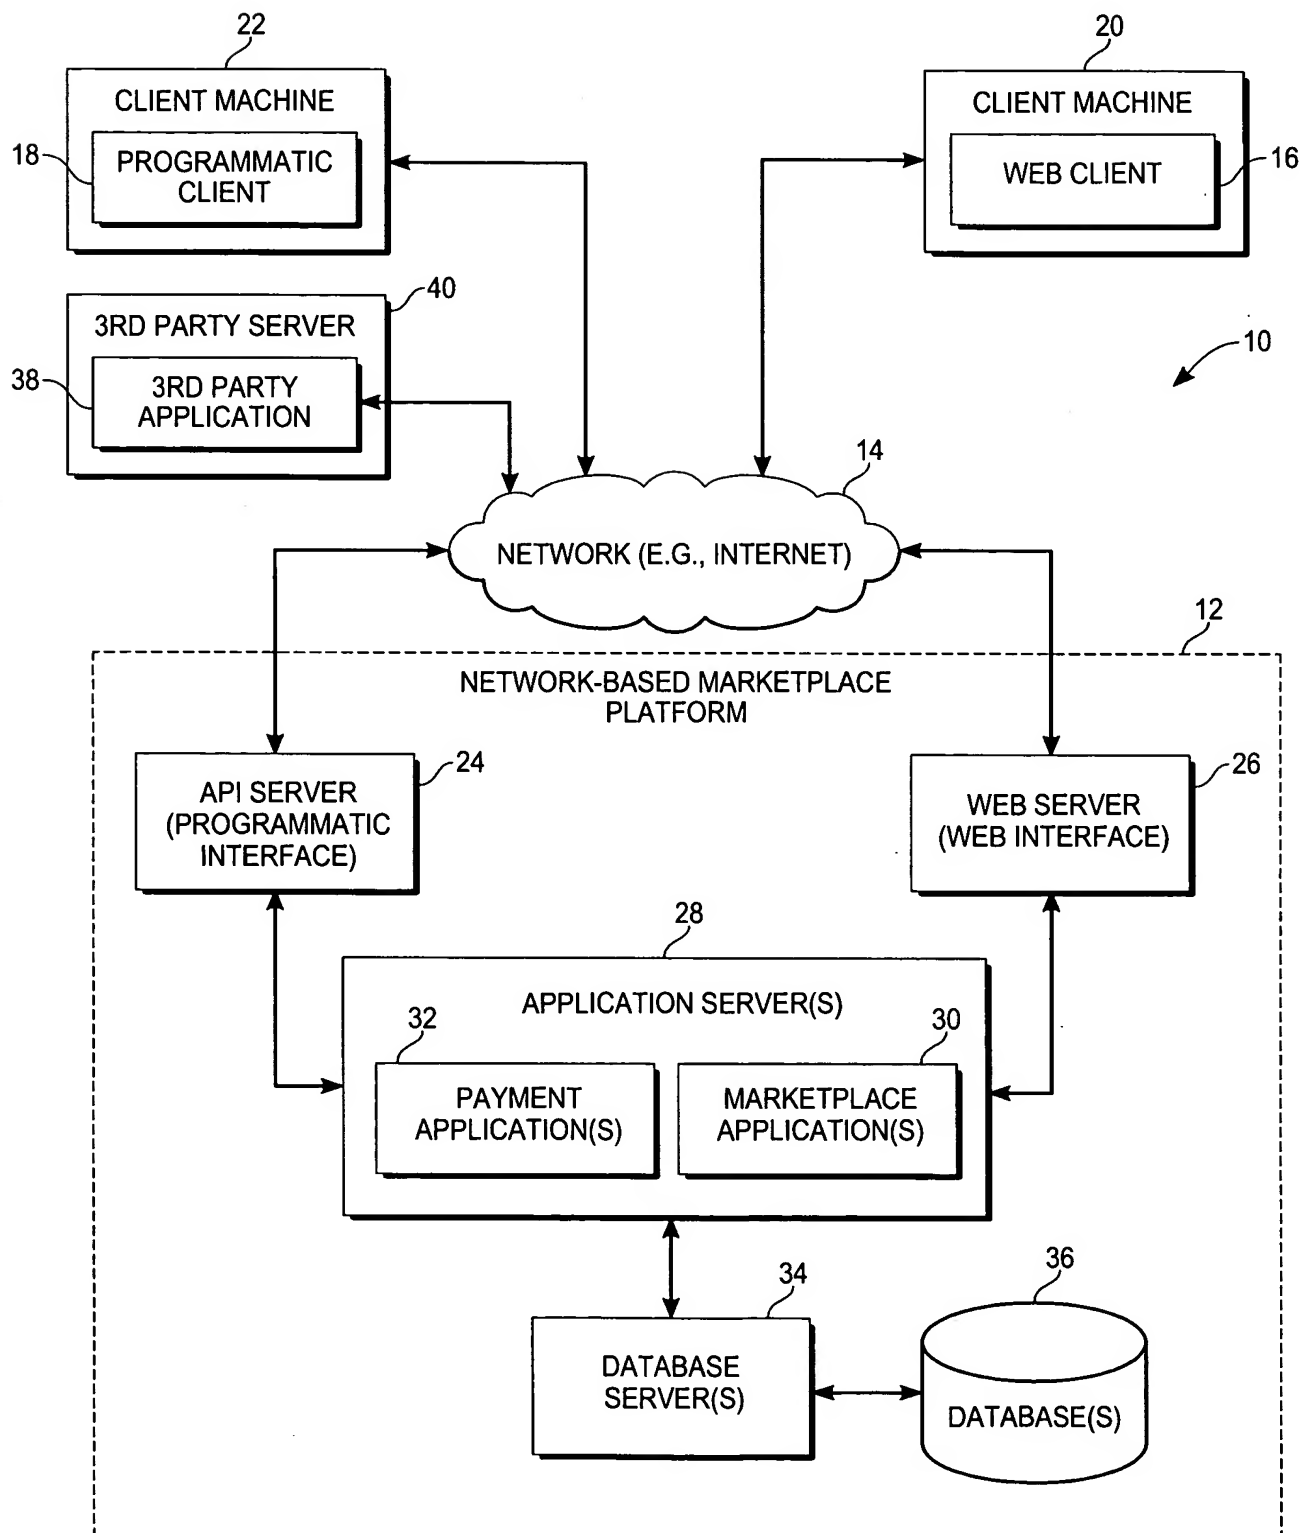 22
CLIENT MACHINE
18
PROGRAMMATIC
CLIENT
20
CLIENT MACHINE
WEB CLIENT
16
40
3RD PARTY SERVER
38
3RD PARTY
APPLICATION
10
14
NETWORK (E.G., INTERNET)
12
NETWORK-BASED MARKETPLACE
PLATFORM
24
API SERVER
(PROGRAMMATIC
INTERFACE)
26
WEB SERVER
(WEB INTERFACE)
28
APPLICATION SERVER(S)
32
PAYMENT
APPLICATION(S)
30
MARKETPLACE
APPLICATION(S)
34
DATABASE
SERVER(S)
36
DATABASE(S)